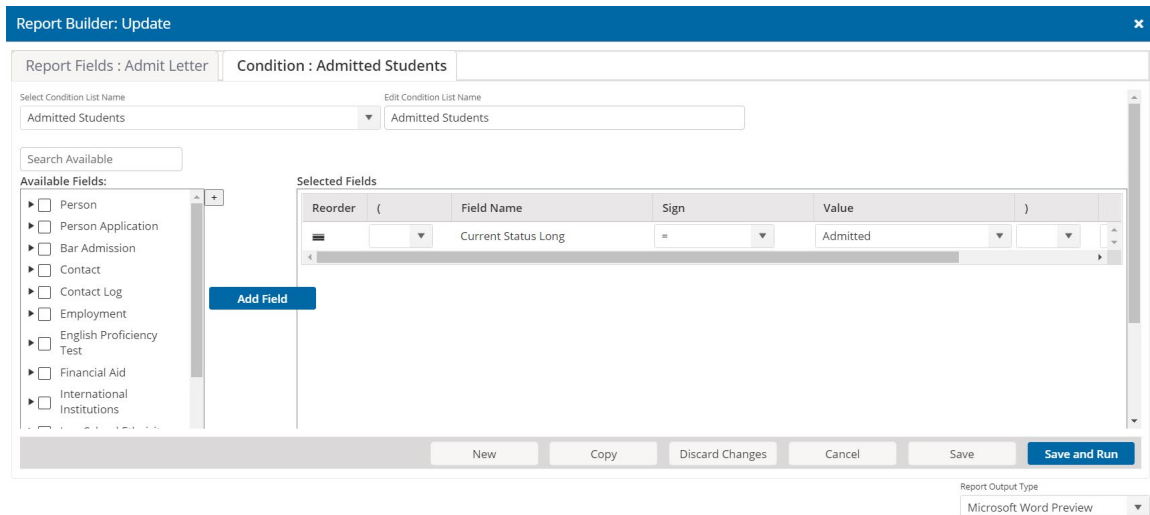 Report Builder: Update
×
Report Fields : Admit Letter
Condition : Admitted Students
Select Condition List Name
Edit Condition List Name
Admitted Students
Admitted Students
Search Available
Available Fields:
+
Selected Fields
Reorder ( Field Name Sign Value )
Current Status Long = Admitted
Person
Person Application
Bar Admission
Contact
Contact Log
Employment
English Proficiency
Test
Financial Aid
International
Institutions
Add Field
New Copy Discard Changes Cancel Save Save and Run
Report Output Type
Microsoft Word Preview